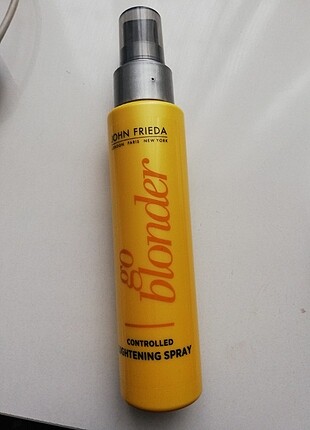 JOHN FRIEDA
LONDON PARIS NEW YORK
go
blonder
CONTROLLED
LIGHTENING SPRAY